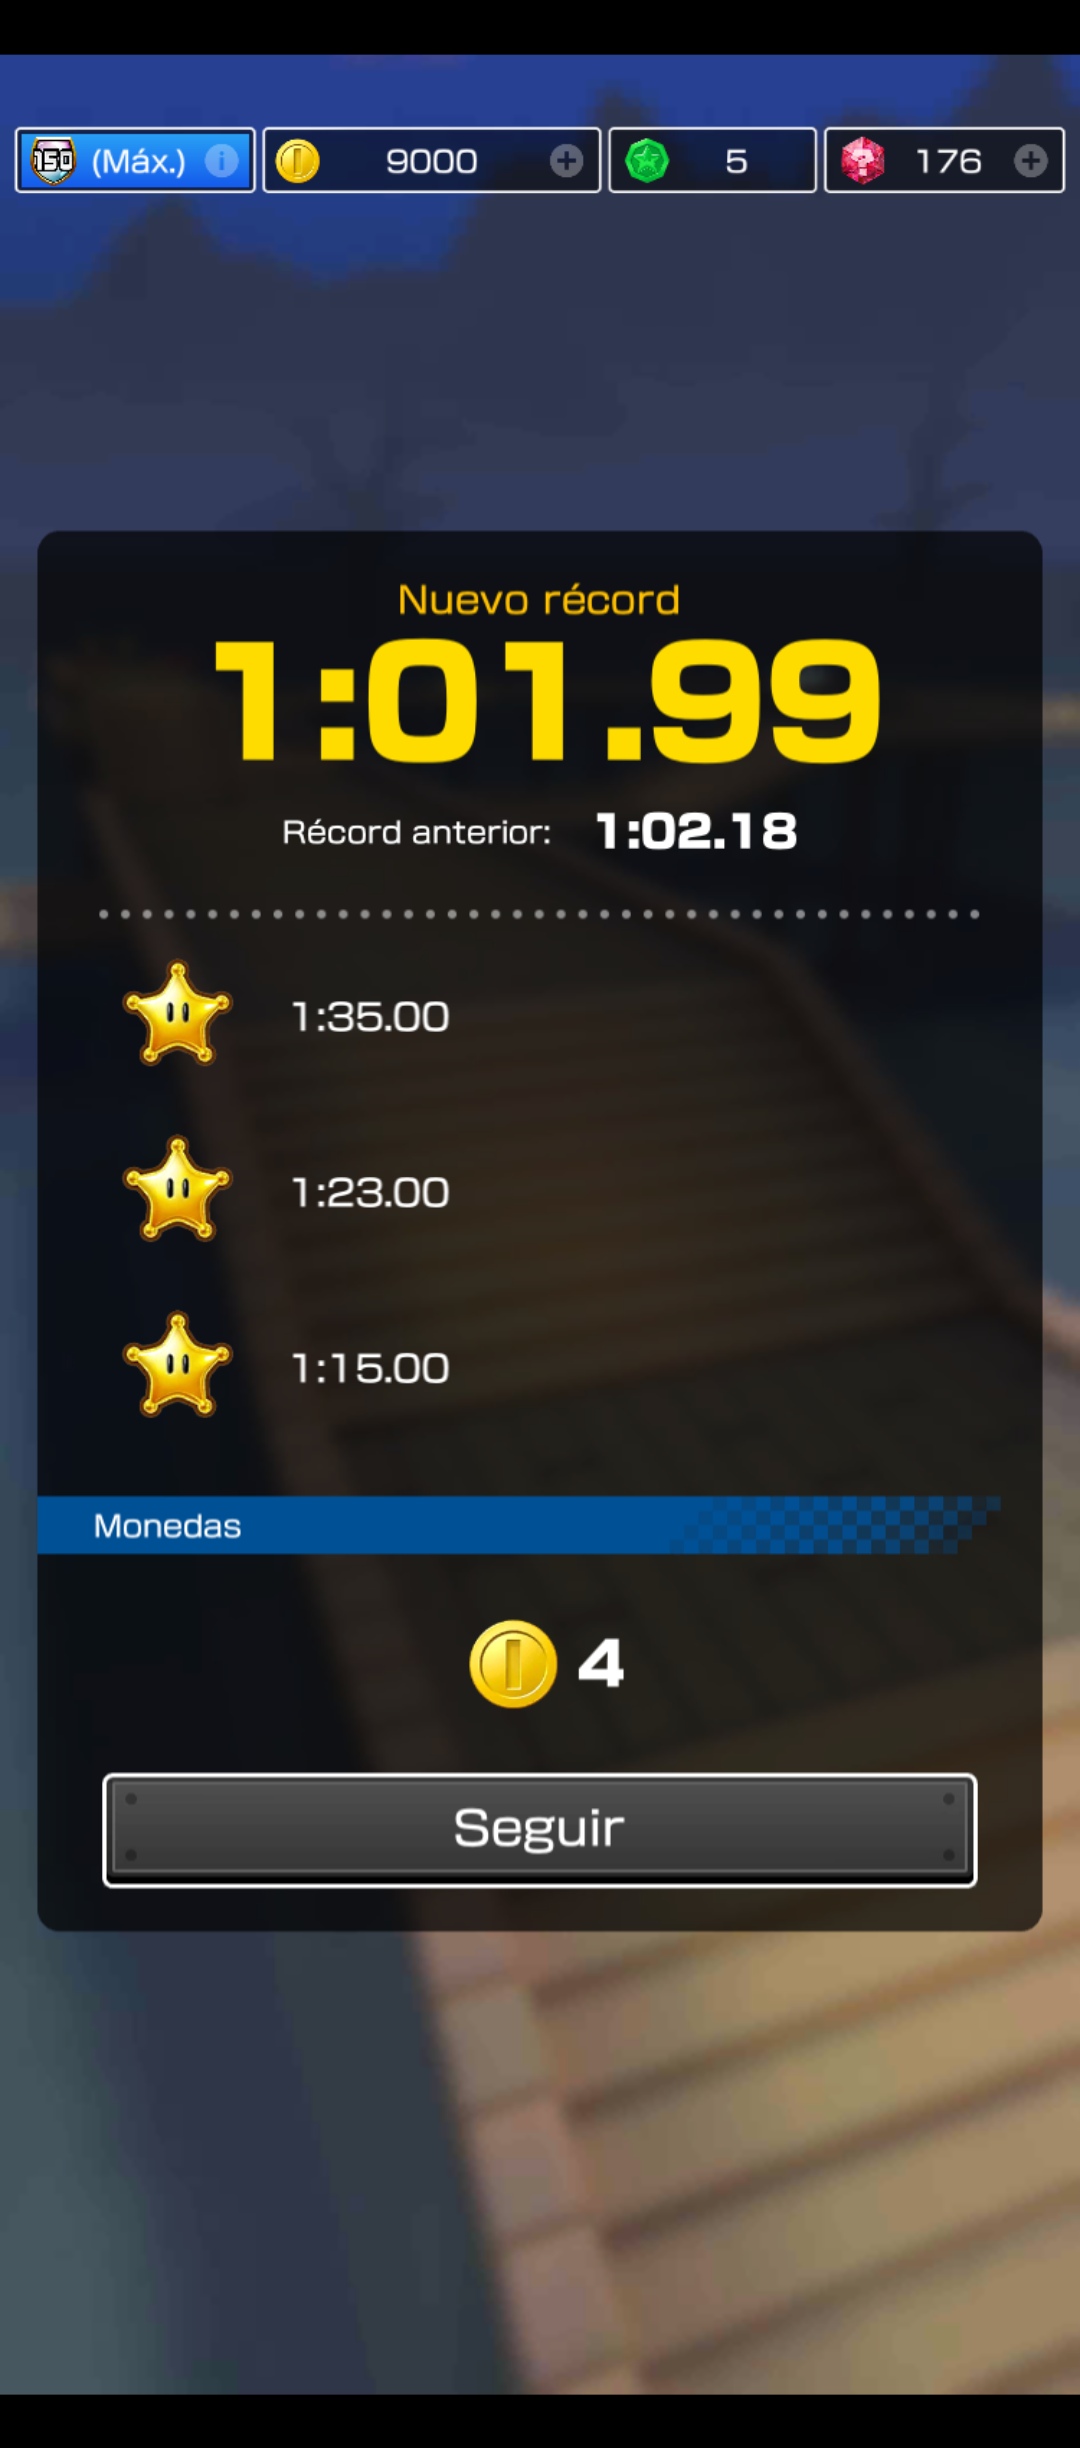 150 (Máx.) i 9000 + 5 ? 176 +
Nuevo récord
1:01.99
Récord anterior: 1:02.18
1:35.00
1:23.00
1:15.00
Monedas
4
Seguir